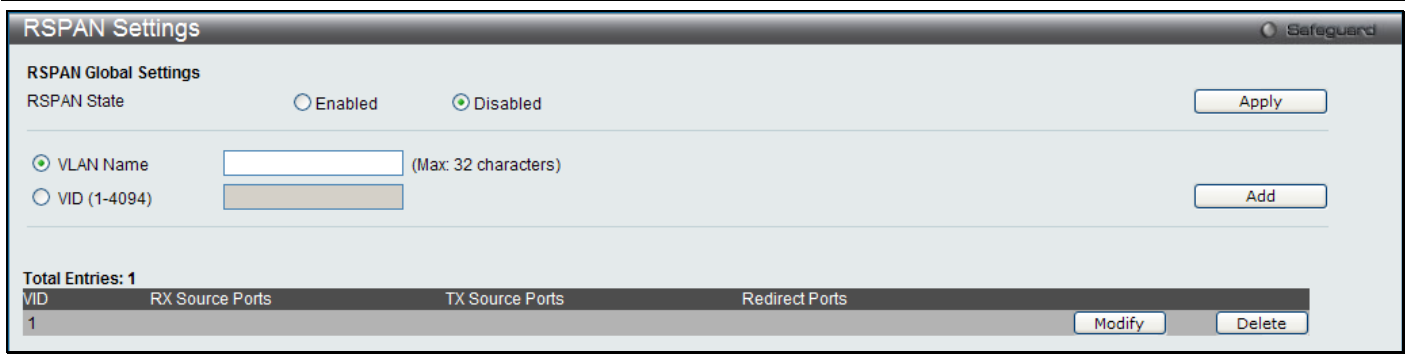 RSPAN Settings
Safeguard
RSPAN Global Settings
RSPAN State Enabled Disabled Apply
VLAN Name (Max: 32 characters)
VID (1-4094) Add
Total Entries: 1
VID RX Source Ports TX Source Ports Redirect Ports
1 Modify Delete